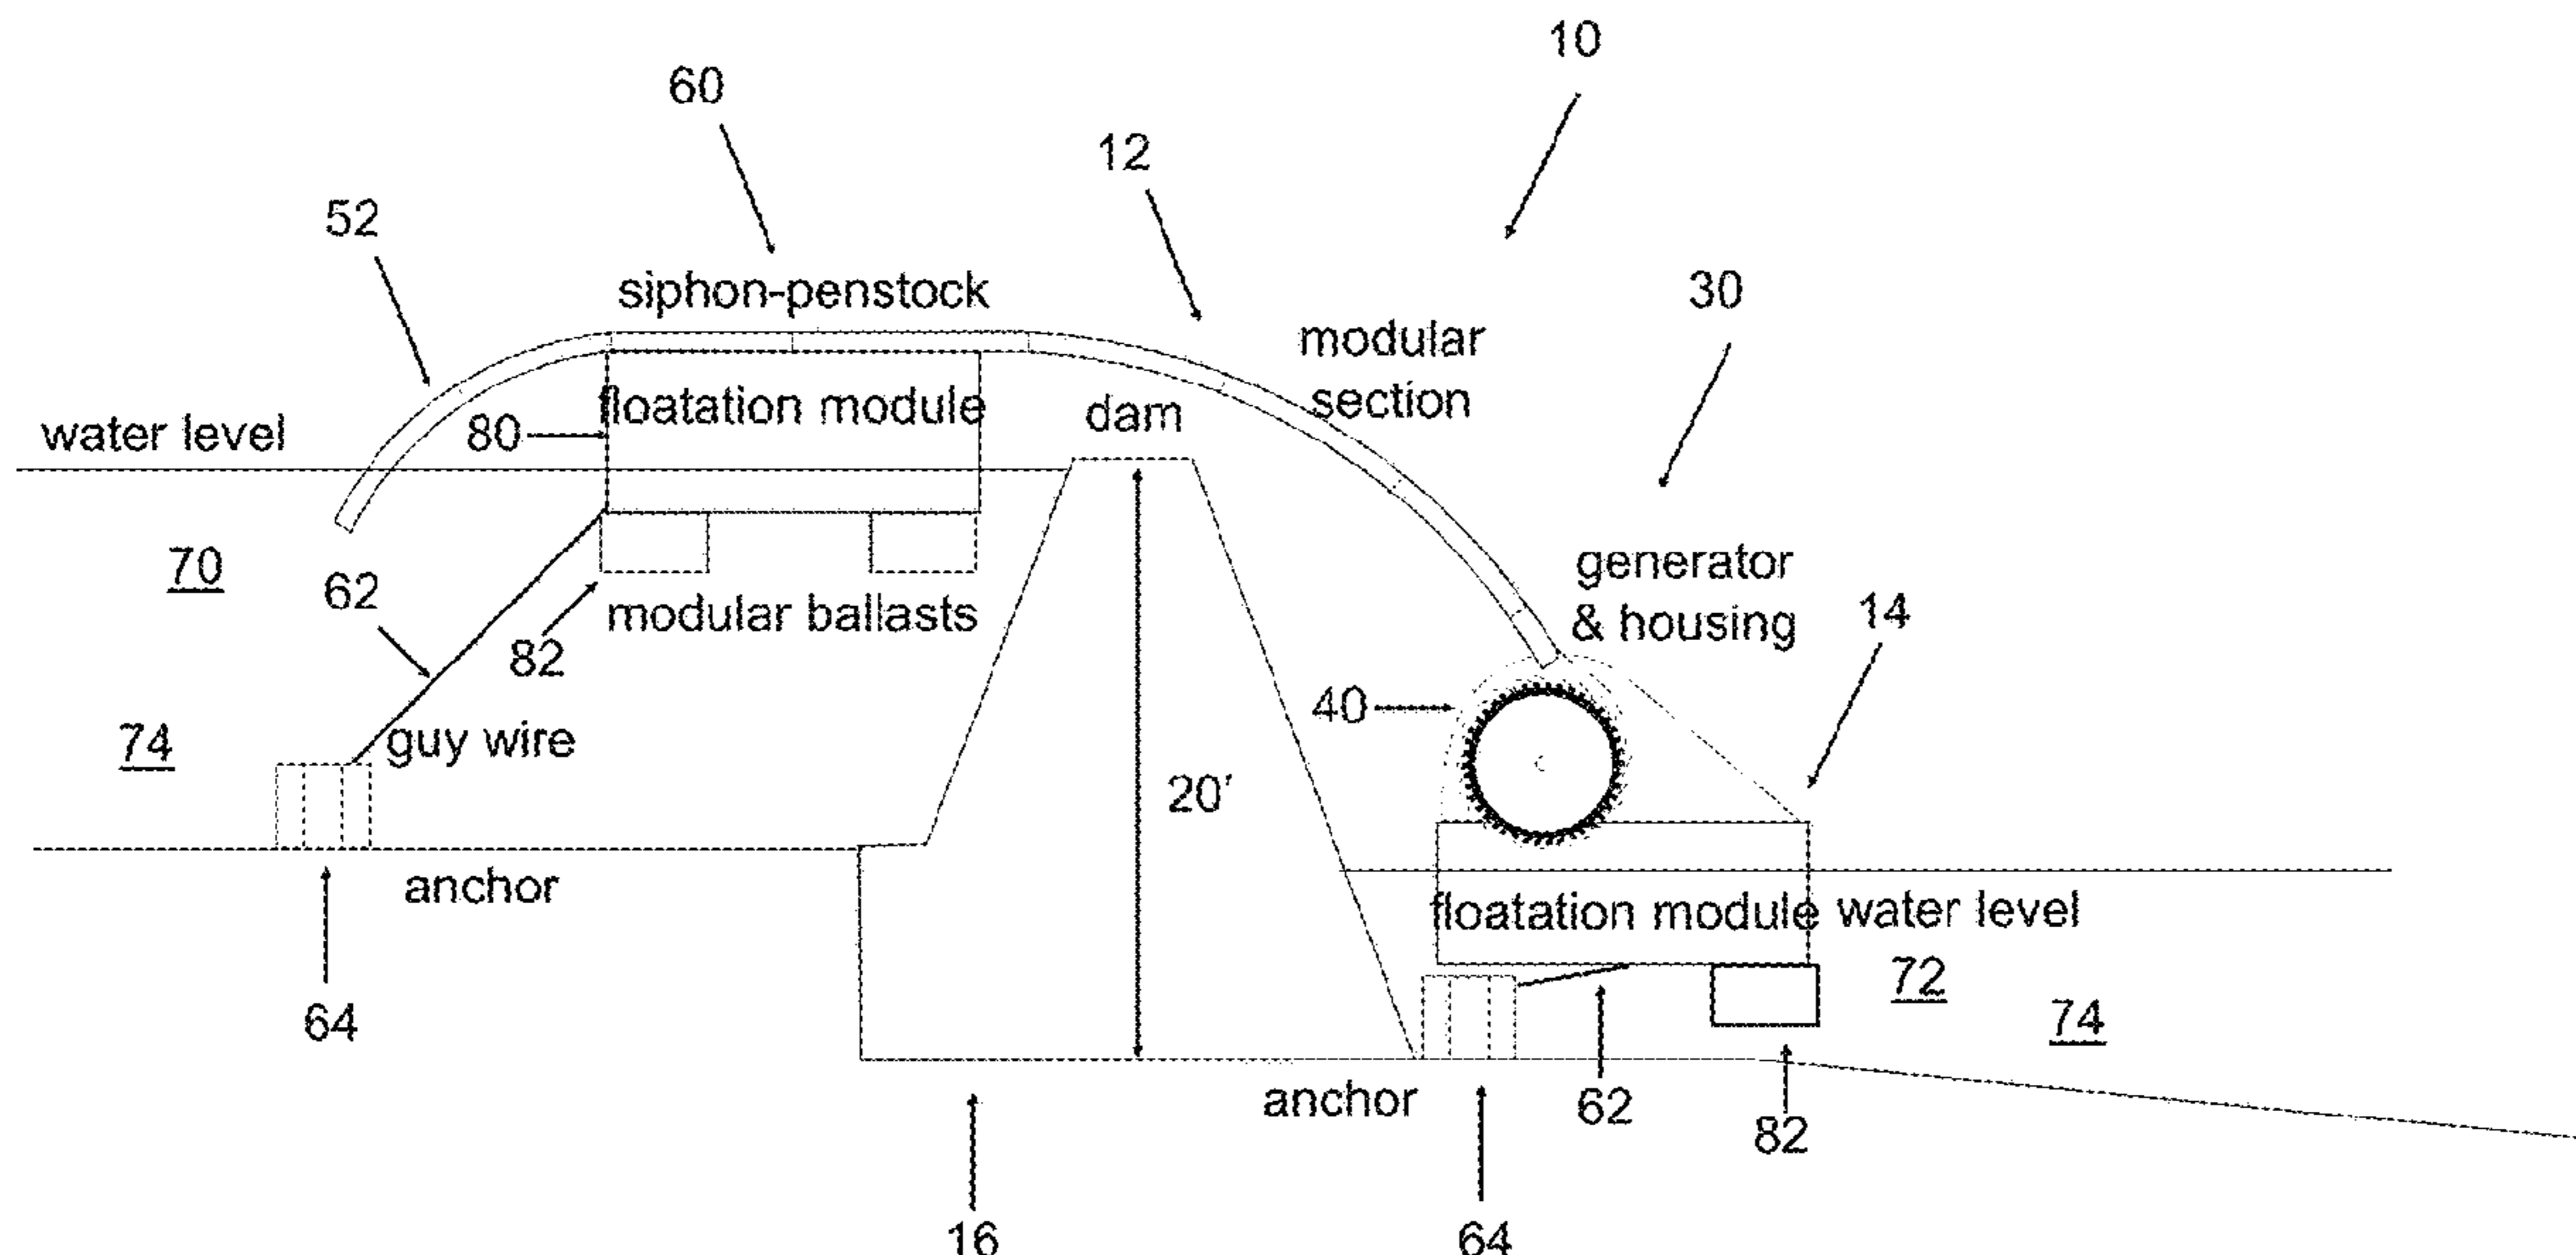 10
60
12
52
siphon-penstock
30
modular
section
floatation module
dam
water level
80
70
62
generator
& housing
modular ballasts
82
14
40
74
guy wire
20'
anchor
floatation module
water level
72
64
74
anchor
62
82
16
64